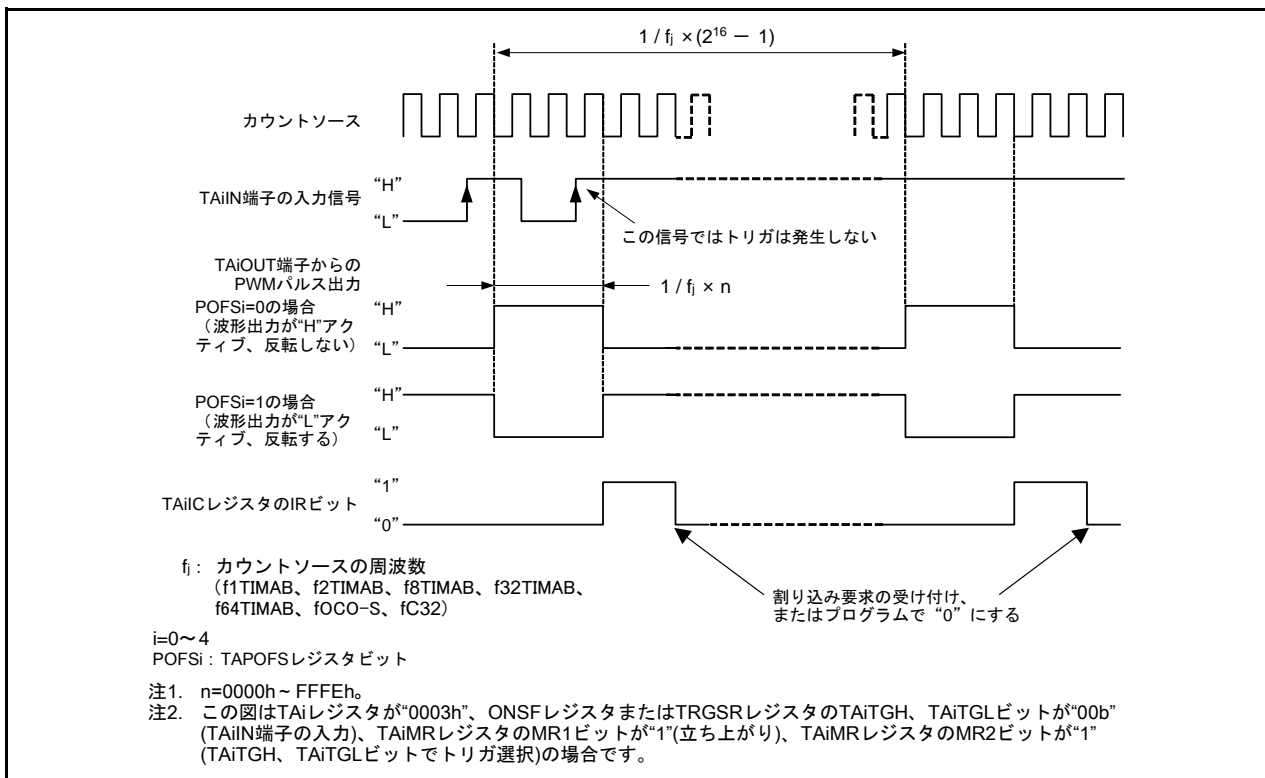 1 / fj ×(2¹⁶ － 1)
カウントソース
TAiIN端子の入力信号
“H”
“L”
この信号ではトリガは発生しない
TAiOUT端子からの
PWMパルス出力
1 / fj × n
POFSi=0の場合
（波形出力が“H”アク
ティブ、反転しない）
“H”
“L”
POFSi=1の場合
（波形出力が“L”アク
ティブ、反転する）
“H”
“L”
TAiICレジスタのIRビット
“1”
“0”
fj： カウントソースの周波数
（f1TIMAB、f2TIMAB、f8TIMAB、f32TIMAB、
f64TIMAB、fOCO-S、fC32）
割り込み要求の受け付け、
またはプログラムで “0” にする
i=0～4
POFSi : TAPOFSレジスタビット
注1. n=0000h ~ FFFEh。
注2. この図はTAiレジスタが“0003h”、ONSFレジスタまたはTRGSRレジスタのTAiTGH、TAiTGLビットが“00b”
(TAiIN端子の入力)、TAiMRレジスタのMR1ビットが“1”(立ち上がり)、TAiMRレジスタのMR2ビットが“1”
(TAiTGH、TAiTGLビットでトリガ選択)の場合です。